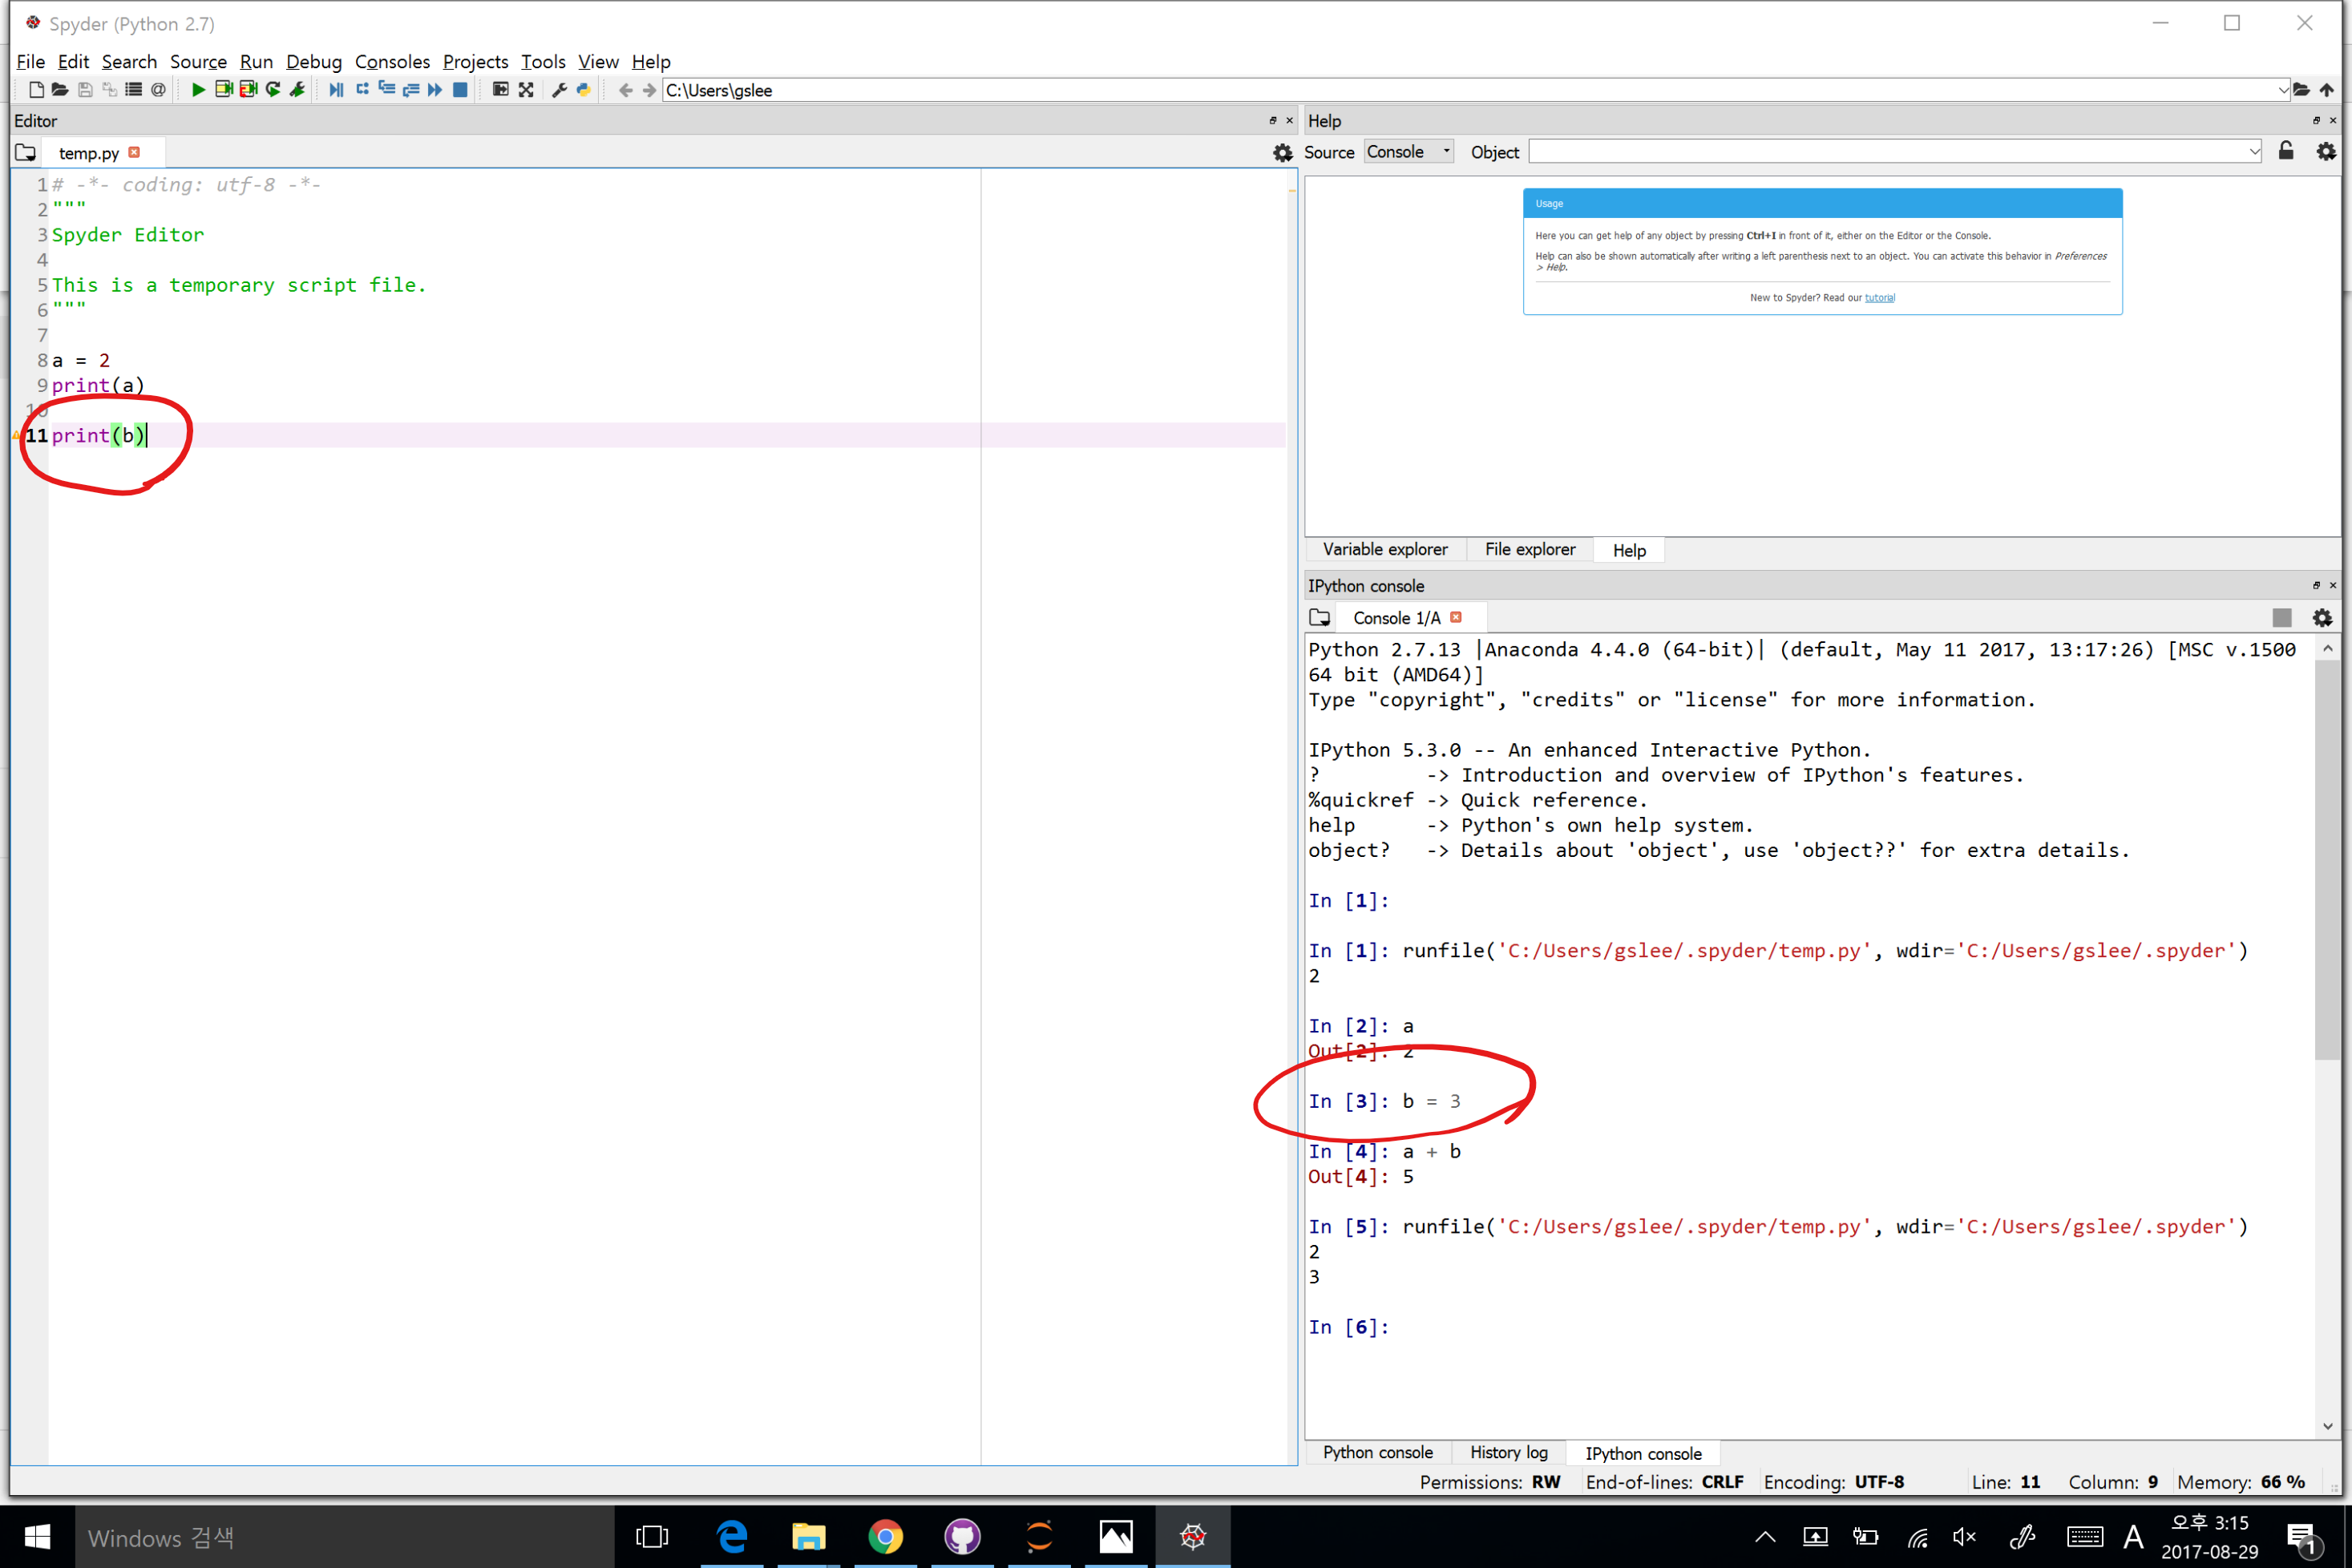 Spyder (Python 2.7)
File Edit Search Source Run Debug Consoles Projects Tools View Help
C:\Users\gslee
Editor
temp.py
1 # -*- coding: utf-8 -*-
2 """
3 Spyder Editor
4
5 This is a temporary script file.
6 """
7
8 a = 2
9 print(a)
10
11 print(b)
Help
Source Console Object
Usage
Here you can get help of any object by pressing Ctrl+I in front of it, either on the Editor or the Console.
Help can also be shown automatically after writing a left parenthesis next to an object. You can activate this behavior in Preferences
> Help.
New to Spyder? Read our tutorial
Variable explorer File explorer Help
IPython console
Console 1/A
Python 2.7.13 |Anaconda 4.4.0 (64-bit)| (default, May 11 2017, 13:17:26) [MSC v.1500
64 bit (AMD64)]
Type "copyright", "credits" or "license" for more information.
IPython 5.3.0 -- An enhanced Interactive Python.
? -> Introduction and overview of IPython's features.
%quickref -> Quick reference.
help -> Python's own help system.
object? -> Details about 'object', use 'object??' for extra details.
In [1]:
In [1]: runfile('C:/Users/gslee/.spyder/temp.py', wdir='C:/Users/gslee/.spyder')
2
In [2]: a
Out[2]: 2
In [3]: b = 3
In [4]: a + b
Out[4]: 5
In [5]: runfile('C:/Users/gslee/.spyder/temp.py', wdir='C:/Users/gslee/.spyder')
2
3
In [6]:
Python console History log IPython console
Permissions: RW End-of-lines: CRLF Encoding: UTF-8 Line: 11 Column: 9 Memory: 66 %
Windows 검색
A
오후 3:15
2017-08-29
1